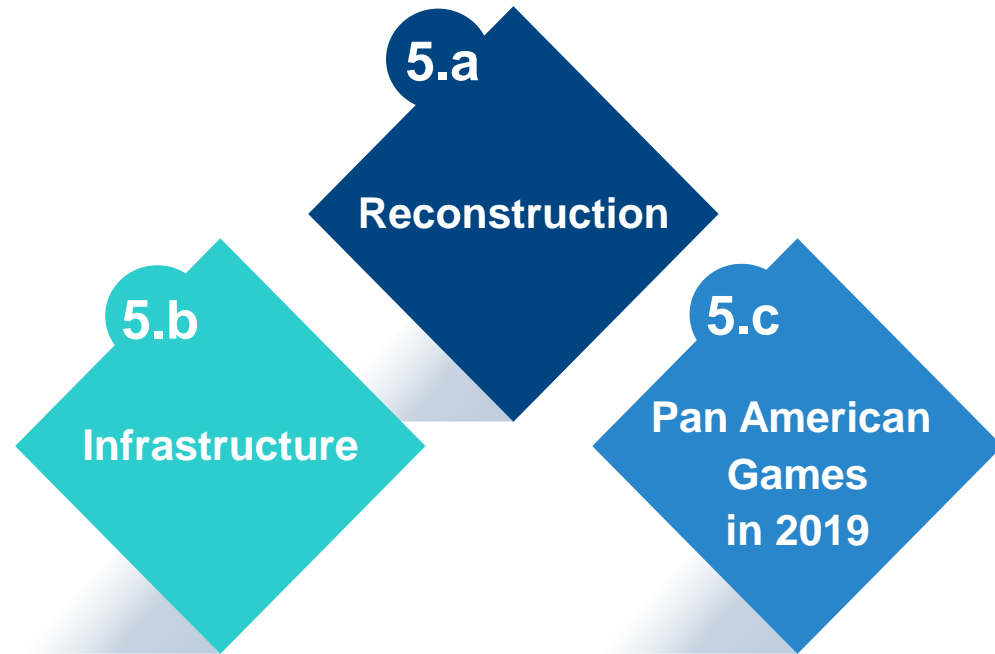 5.a
Reconstruction
5.b
Infrastructure
5.c
Pan American
Games
in 2019